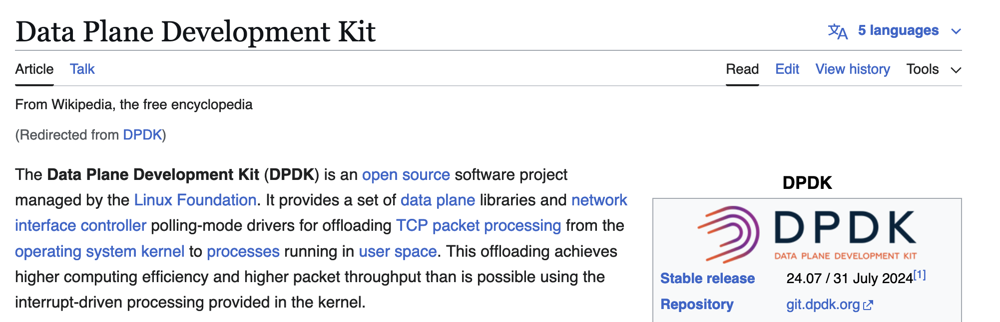 Data Plane Development Kit
文A 5 languages
Article Talk
Read Edit View history Tools
From Wikipedia, the free encyclopedia
(Redirected from DPDK)
The Data Plane Development Kit (DPDK) is an open source software project
managed by the Linux Foundation. It provides a set of data plane libraries and network
interface controller polling-mode drivers for offloading TCP packet processing from the
operating system kernel to processes running in user space. This offloading achieves
higher computing efficiency and higher packet throughput than is possible using the
interrupt-driven processing provided in the kernel.
DPDK
DPDK
DATA PLANE DEVELOPMENT KIT
Stable release 24.07 / 31 July 2024[1]
Repository git.dpdk.org